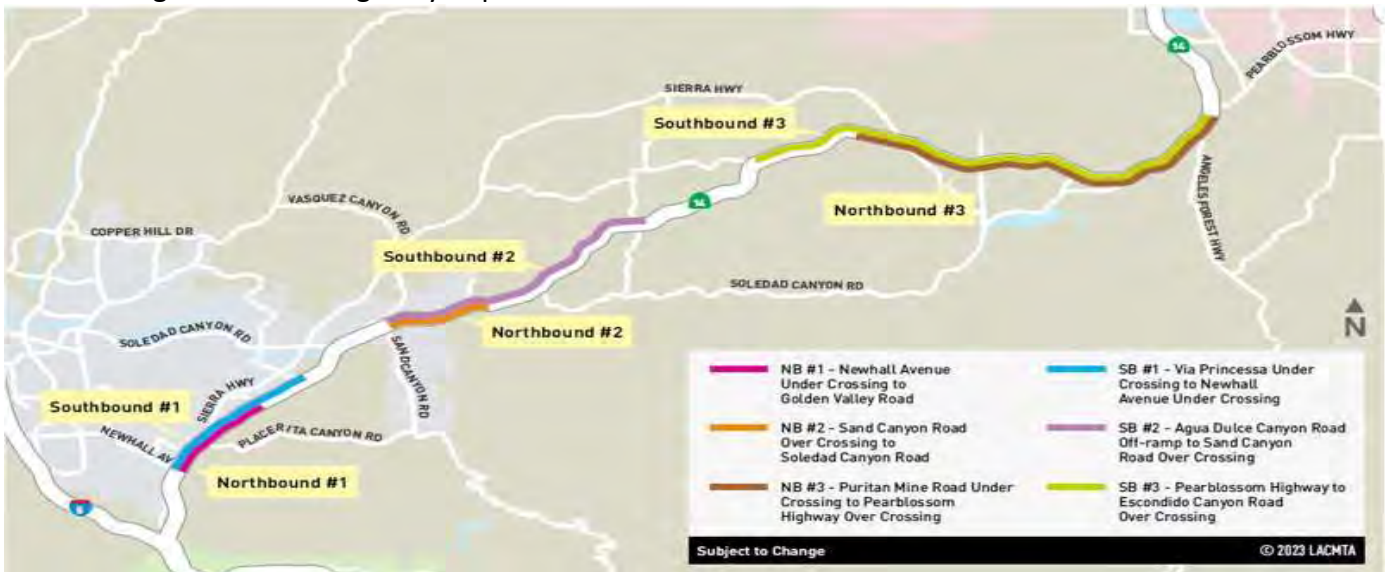 14
PEARBLOSSOM HWY
SIERRA HWY
Southbound #3
14
Northbound #3
ANGELES FOREST HWY
VASQUEZ CANYON RD
COPPER HILL DR
Southbound #2
SOLEDAD CANYON RD
Northbound #2
SOLEDAD CANYON RD
SAND CANYON RD
SIERRA HWY
Southbound #1
NEWHALL AV
PLACERITA CANYON RD
Northbound #1
5
N
NB #1 - Newhall Avenue
Under Crossing to
Golden Valley Road
NB #2 - Sand Canyon Road
Over Crossing to
Soledad Canyon Road
NB #3 - Puritan Mine Road Under
Crossing to Pearblossom
Highway Over Crossing
SB #1 - Via Princessa Under
Crossing to Newhall
Avenue Under Crossing
SB #2 - Agua Dulce Canyon Road
Off-ramp to Sand Canyon
Road Over Crossing
SB #3 - Pearblossom Highway to
Escondido Canyon Road
Over Crossing
Subject to Change
© 2023 LACMTA